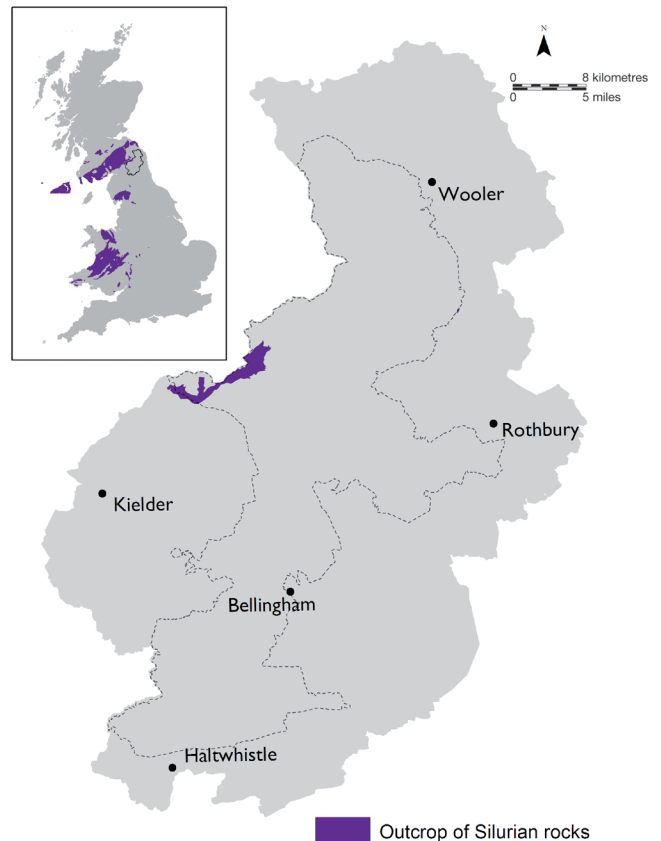 N
0 8 kilometres
0 5 miles
Wooler
Rothbury
Kielder
Bellingham
Haltwhistle
Outcrop of Silurian rocks